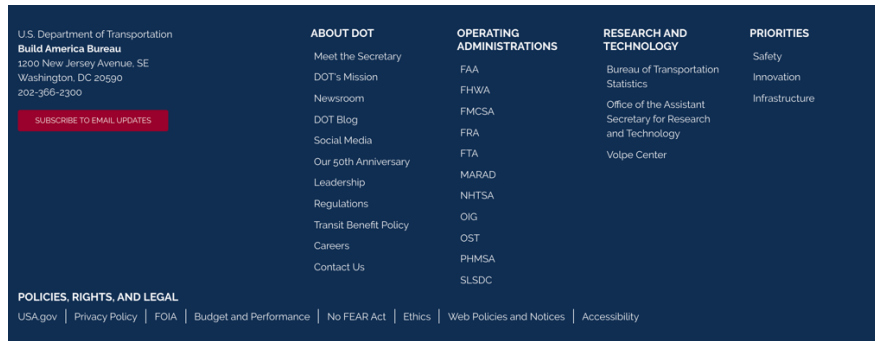 U.S. Department of Transportation
Build America Bureau
1200 New Jersey Avenue, SE
Washington, DC 20590
202-366-2300
SUBSCRIBE TO EMAIL UPDATES
ABOUT DOT
Meet the Secretary
DOT's Mission
Newsroom
DOT Blog
Social Media
Our 50th Anniversary
Leadership
Regulations
Transit Benefit Policy
Careers
Contact Us
OPERATING
ADMINISTRATIONS
FAA
FHWA
FMCSA
FRA
FTA
MARAD
NHTSA
OIG
OST
PHMSA
SLSDC
RESEARCH AND
TECHNOLOGY
Bureau of Transportation
Statistics
Office of the Assistant
Secretary for Research
and Technology
Volpe Center
PRIORITIES
Safety
Innovation
Infrastructure
POLICIES, RIGHTS, AND LEGAL
USA.gov | Privacy Policy | FOIA | Budget and Performance | No FEAR Act | Ethics | Web Policies and Notices | Accessibility